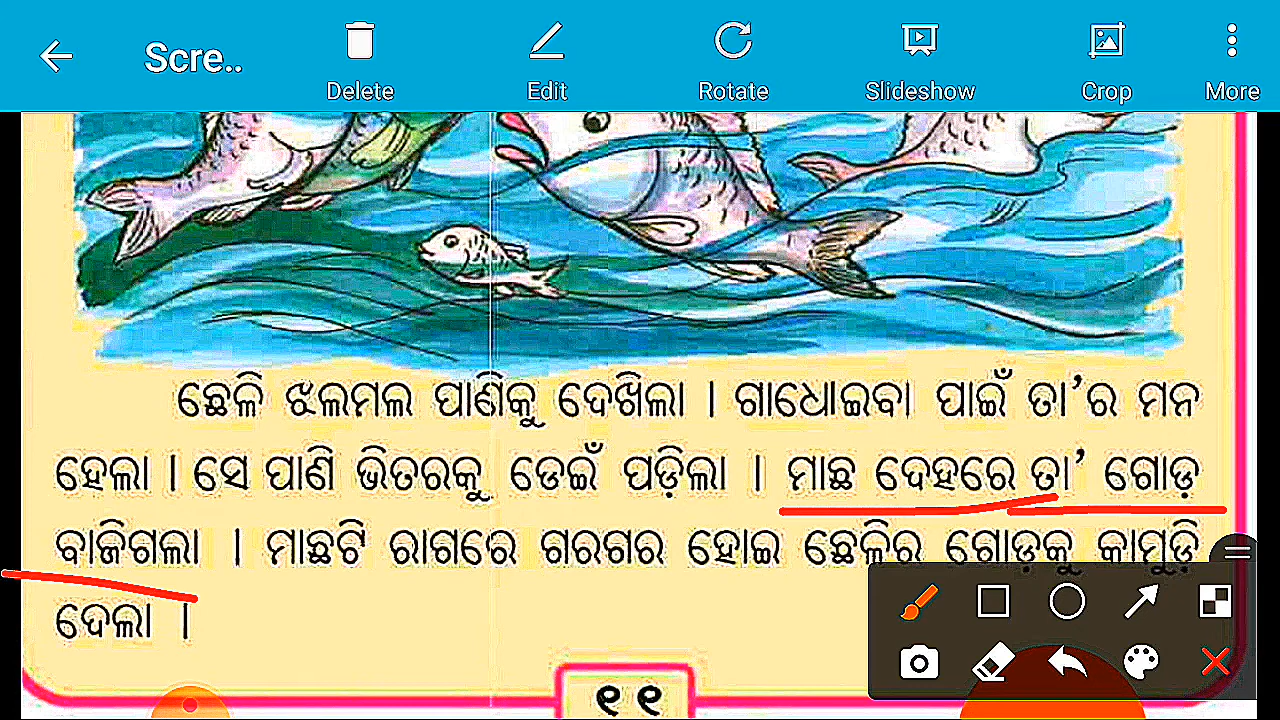 Scre..
Delete
Edit
Rotate
Slideshow
Crop
More
ଛେଳି ଝଲମଲ ପାଣିକୁ ଦେଖିଲା । ଗାଧୋଇବା ପାଇଁ ତା’ର ମନ
ହେଲା । ସେ ପାଣି ଭିତରକୁ ଡେଇଁ ପଡ଼ିଲା । ମାଛ ଦେହରେ ତା’ ଗୋଡ଼
ବାଜିଗଲା । ମାଛଟି ରାଗରେ ଗରଗର ହୋଇ ଛେଳିର ଗୋଡ଼କୁ କାମୁଡ଼ି
ଦେଲା ।
୧୧